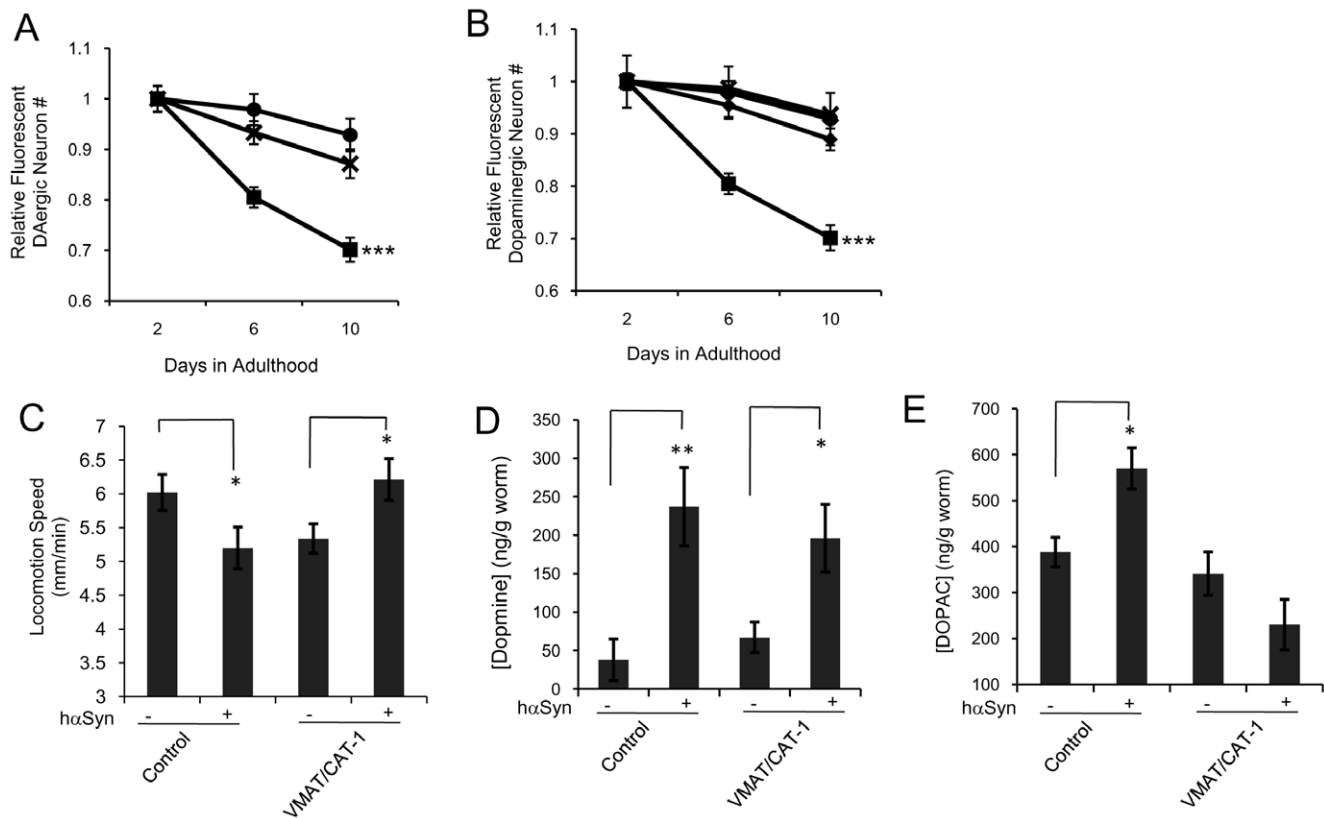 A
Relative Fluorescent
DAergic Neuron #
1.1
1
0.9
0.8
0.7
0.6
***
2 6 10
Days in Adulthood
B
Relative Fluorescent
Dopaminergic Neuron #
1.1
1
0.9
0.8
0.7
0.6
***
2 6 10
Days in Adulthood
C
Locomotion Speed
(mm/min)
7
6.5
6
5.5
5
4.5
4
3.5
3
*
*
hαSyn - + - +
Control
VMAT/CAT-1
D
[Dopmine] (ng/g worm)
350
300
250
200
150
100
50
0
**
*
hαSyn - + - +
Control
VMAT/CAT-1
E
[DOPAC] (ng/g worm)
700
600
500
400
300
200
100
*
hαSyn - + - +
Control
VMAT/CAT-1